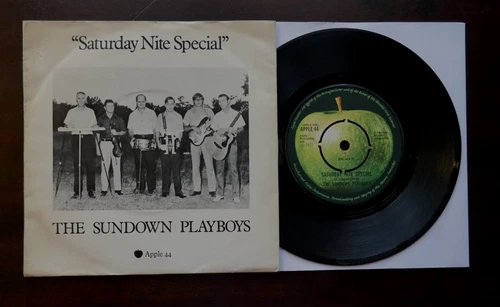 "Saturday Nite Special"
THE SUNDOWN PLAYBOYS
Apple 44
APPLE 44
SATURDAY NITE SPECIAL
THE SUNDOWN PLAYBOYS